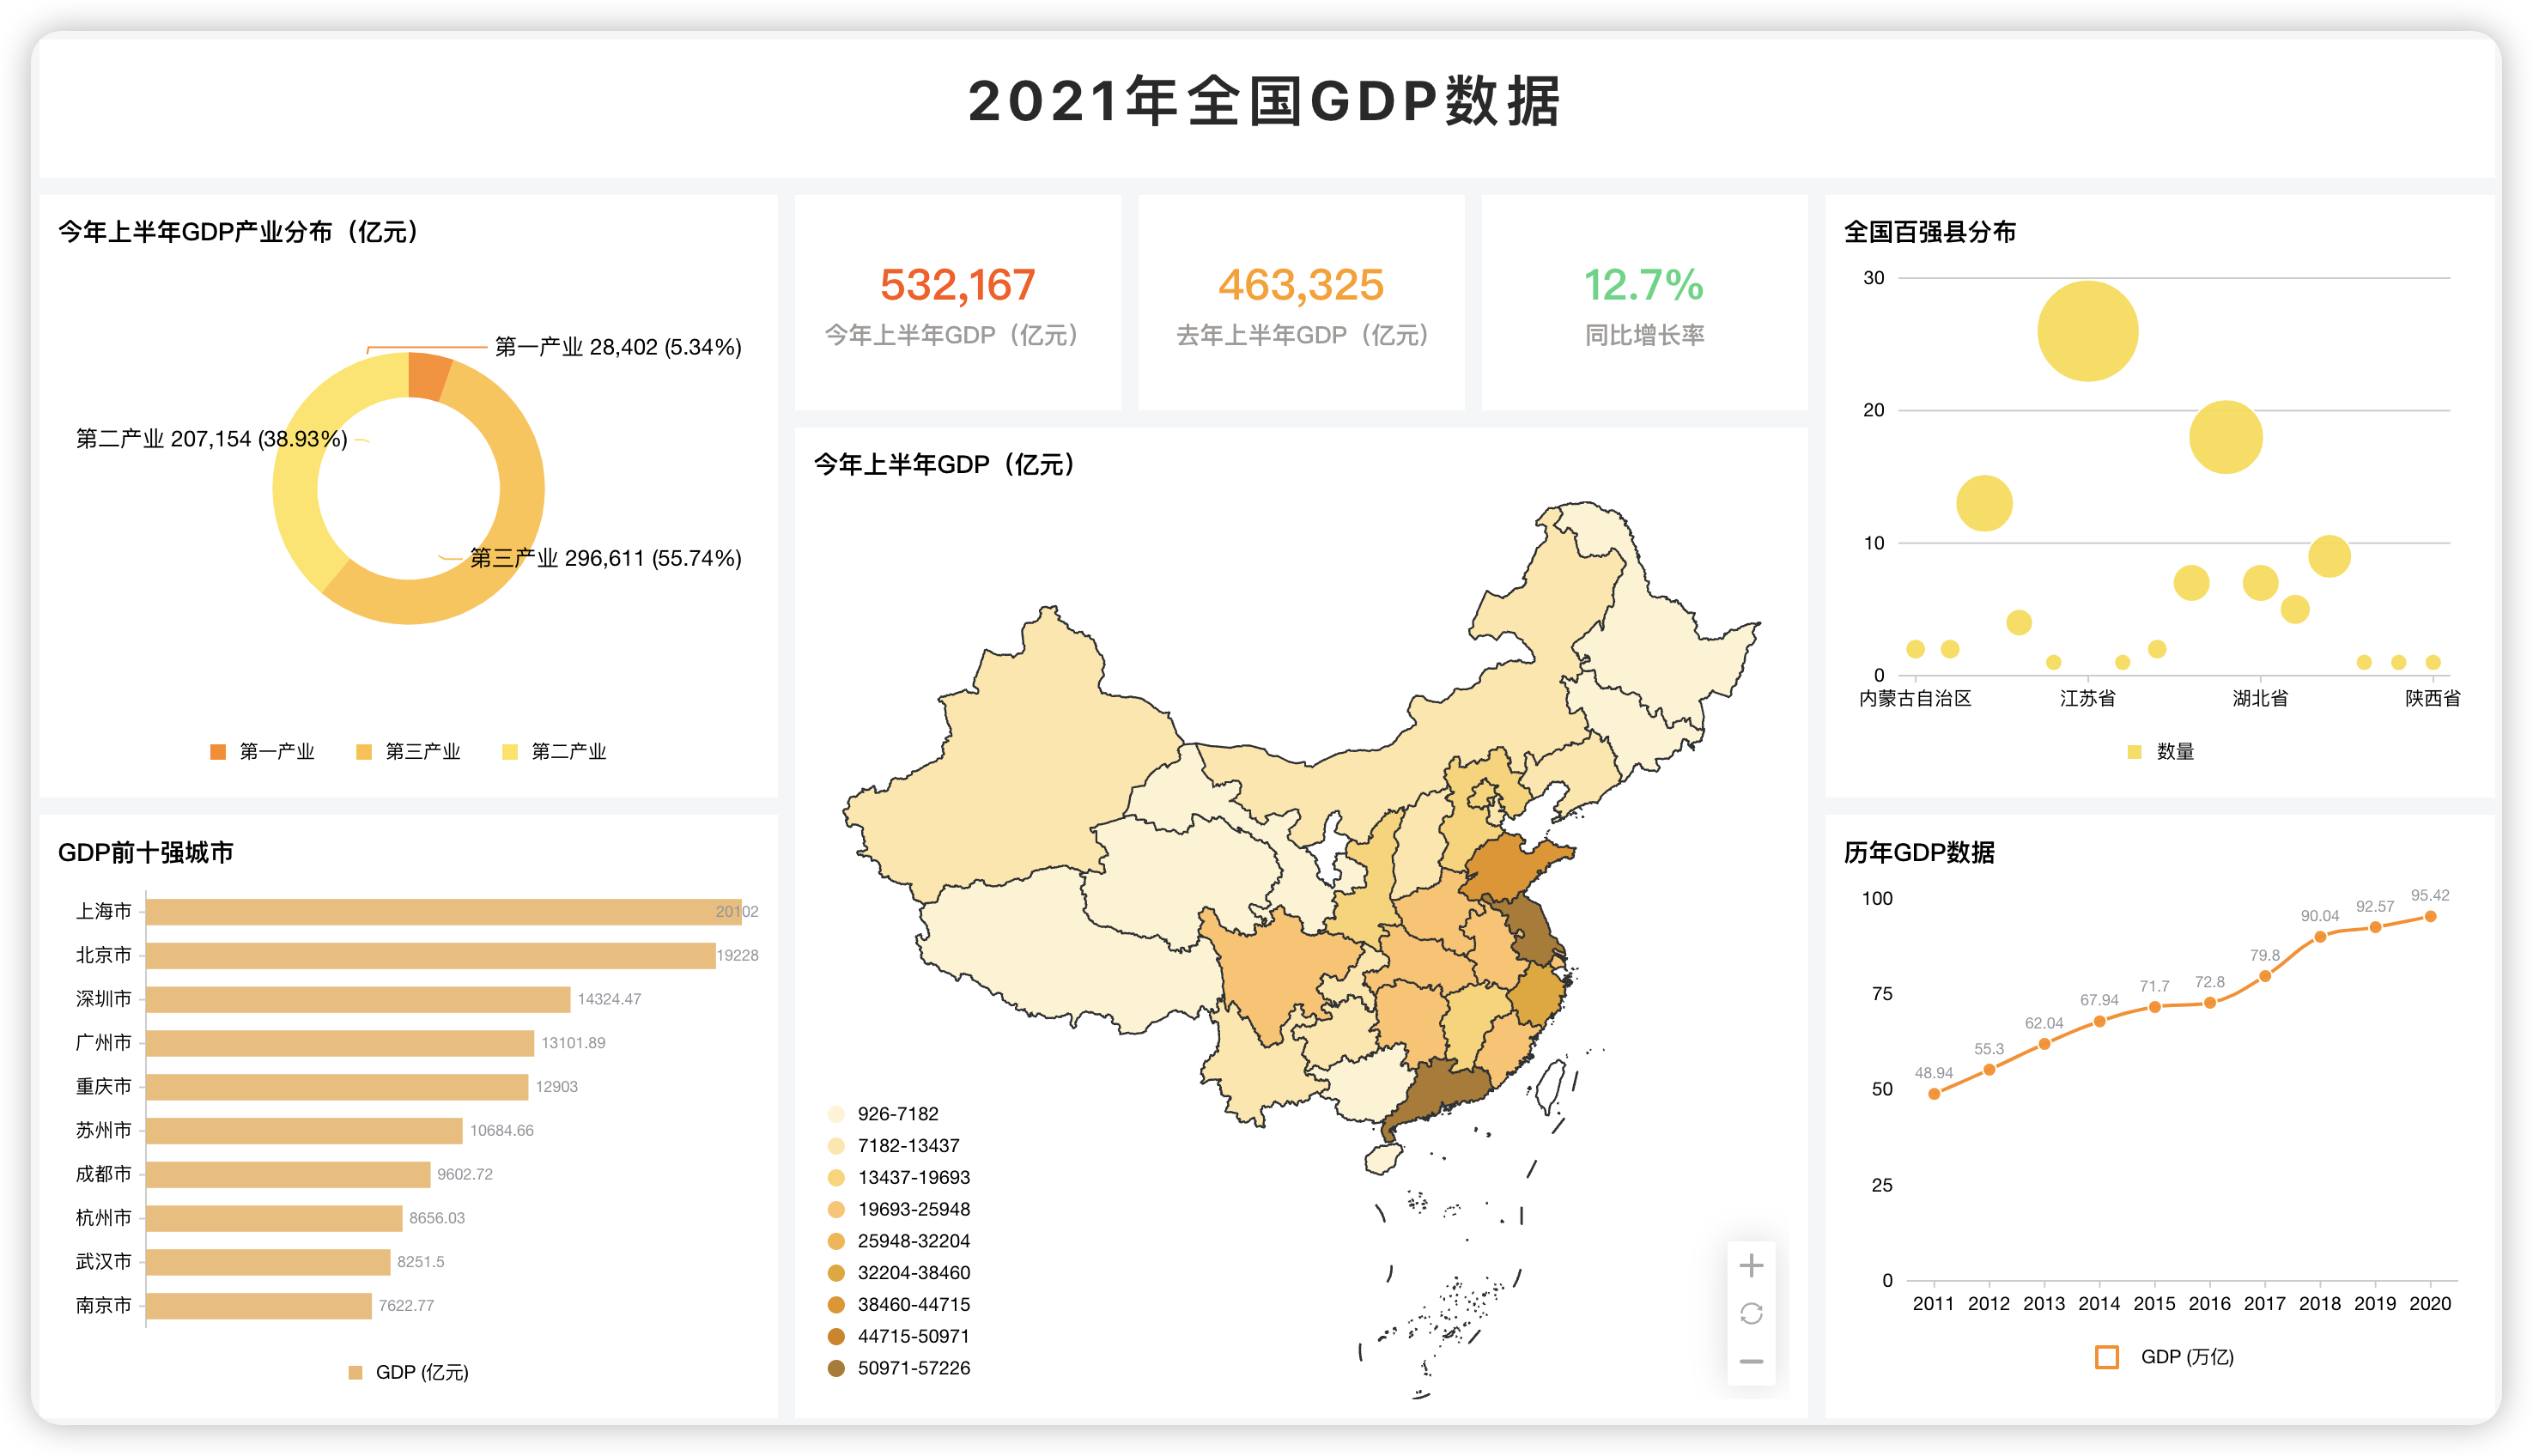 2021年全国GDP数据
今年上半年GDP产业分布（亿元）
第一产业 28,402 (5.34%)
第二产业 207,154 (38.93%)
第三产业 296,611 (55.74%)
第一产业 第三产业 第二产业
GDP前十强城市
上海市 20102
北京市 19228
深圳市 14324.47
广州市 13101.89
重庆市 12903
苏州市 10684.66
成都市 9602.72
杭州市 8656.03
武汉市 8251.5
南京市 7622.77
GDP (亿元)
532,167
今年上半年GDP（亿元）
463,325
去年上半年GDP（亿元）
12.7%
同比增长率
今年上半年GDP（亿元）
926-7182
7182-13437
13437-19693
19693-25948
25948-32204
32204-38460
38460-44715
44715-50971
50971-57226
全国百强县分布
30
20
10
0
内蒙古自治区 江苏省 湖北省 陕西省
数量
历年GDP数据
100
75
50
25
0
48.94
55.3
62.04
67.94
71.7
72.8
79.8
90.04
92.57
95.42
2011 2012 2013 2014 2015 2016 2017 2018 2019 2020
GDP (万亿)